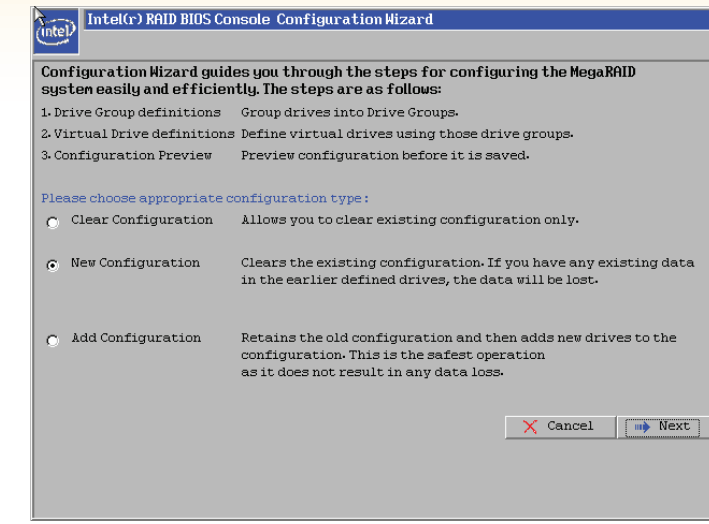 intel
Intel(r) RAID BIOS Console Configuration Wizard
Configuration Wizard guides you through the steps for configuring the MegaRAID
system easily and efficiently. The steps are as follows:
1. Drive Group definitions Group drives into Drive Groups.
2. Virtual Drive definitions Define virtual drives using those drive groups.
3. Configuration Preview Preview configuration before it is saved.
Please choose appropriate configuration type:
Clear Configuration Allows you to clear existing configuration only.
New Configuration Clears the existing configuration. If you have any existing data
in the earlier defined drives, the data will be lost.
Add Configuration Retains the old configuration and then adds new drives to the
configuration. This is the safest operation
as it does not result in any data loss.
Cancel Next